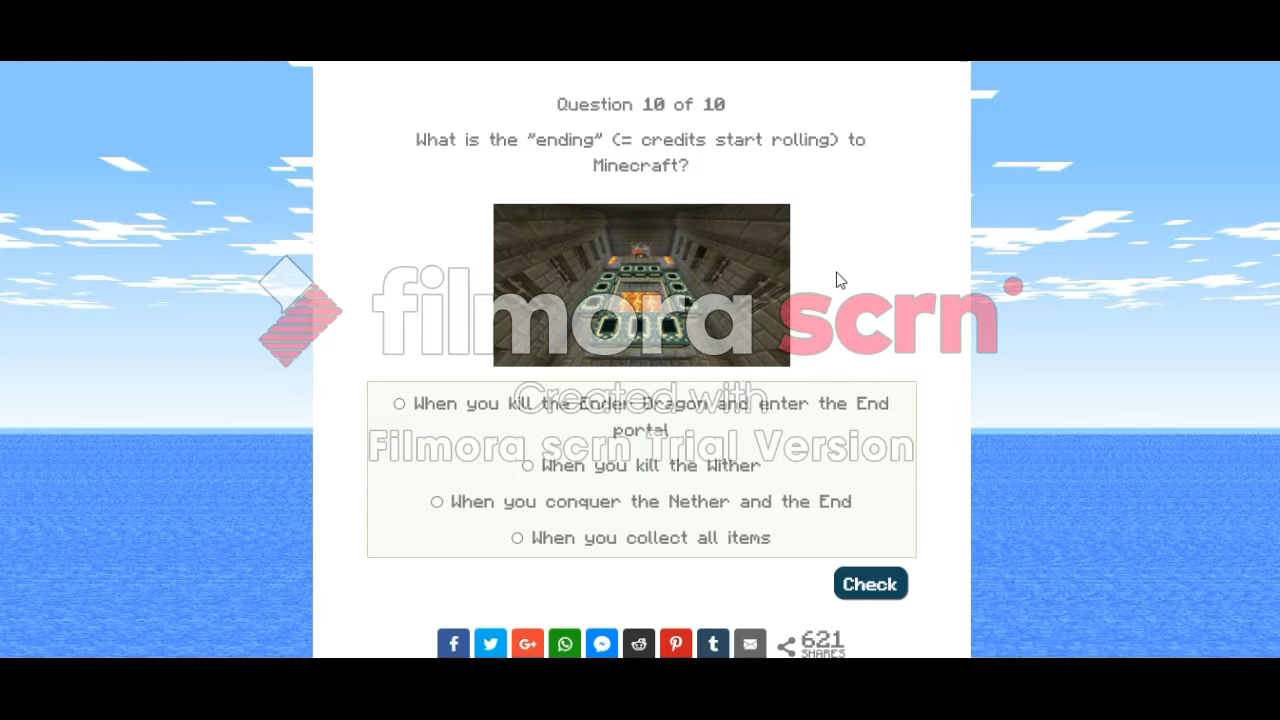 Question 10 of 10
What is the "ending" (= credits start rolling) to
Minecraft?
filmora scrn
Created with
Filmora scrn Trial Version
When you kill the Ender Dragon and enter the End
portal
When you kill the Wither
When you conquer the Nether and the End
When you collect all items
Check
621
SHARES